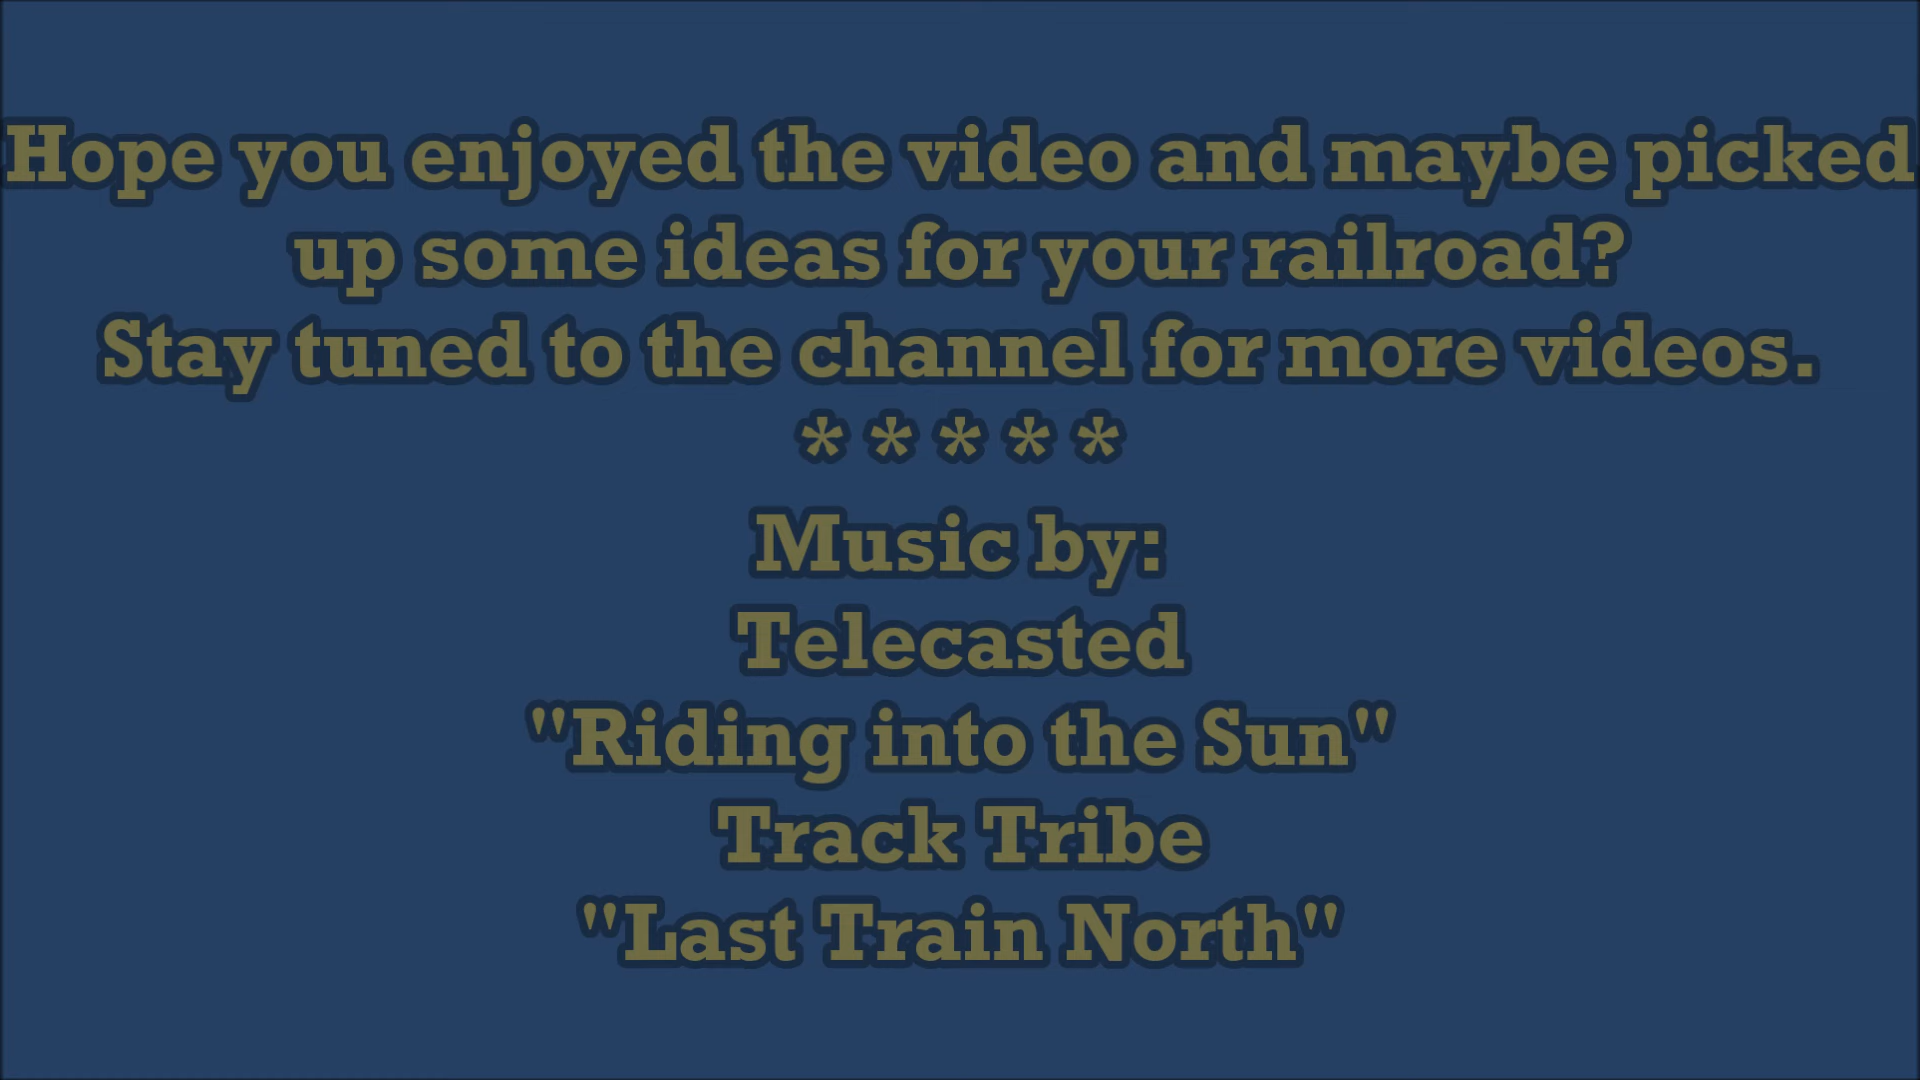 Hope you enjoyed the video and maybe picked
up some ideas for your railroad?
Stay tuned to the channel for more videos.
* * * * *
Music by:
Telecasted
"Riding into the Sun"
Track Tribe
"Last Train North"